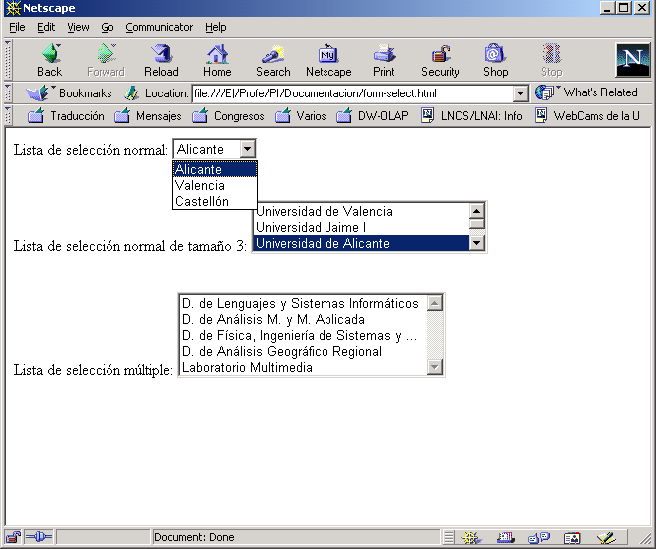 Netscape
File Edit View Go Communicator Help
Back Forward Reload Home Search Netscape Print Security Shop Stop
My
N
Bookmarks Location: file:///E|/Profe/PI/Documentacion/form-select.html What's Related
Traducción Mensajes Congresos Varios DW-OLAP LNCS/LNAI: Info WebCams de la U
Lista de selección normal: Alicante
Alicante
Valencia
Castellón
Universidad de Valencia
Universidad Jaime I
Lista de selección normal de tamaño 3: Universidad de Alicante
D. de Lenguajes y Sistemas Informáticos
D. de Análisis M. y M. Aplicada
D. de Física, Ingeniería de Sistemas y ...
D. de Análisis Geográfico Regional
Lista de selección múltiple: Laboratorio Multimedia
Document: Done